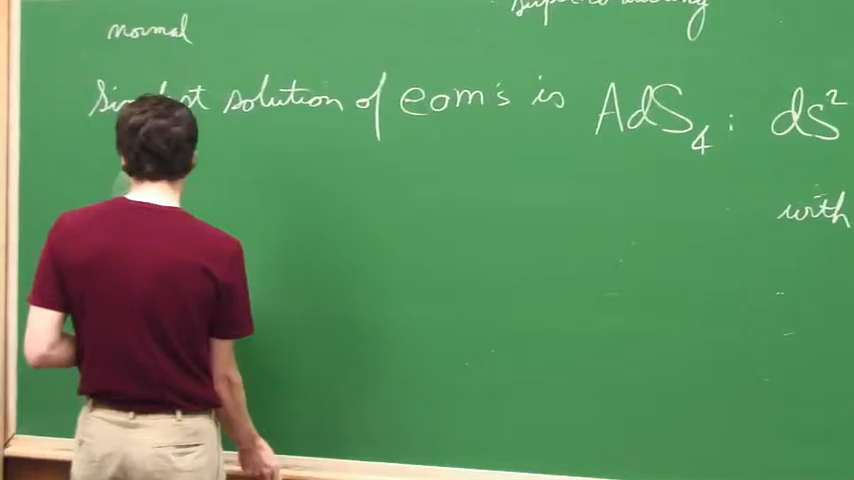 normal
solution of eom's is AdS₄: ds²
with